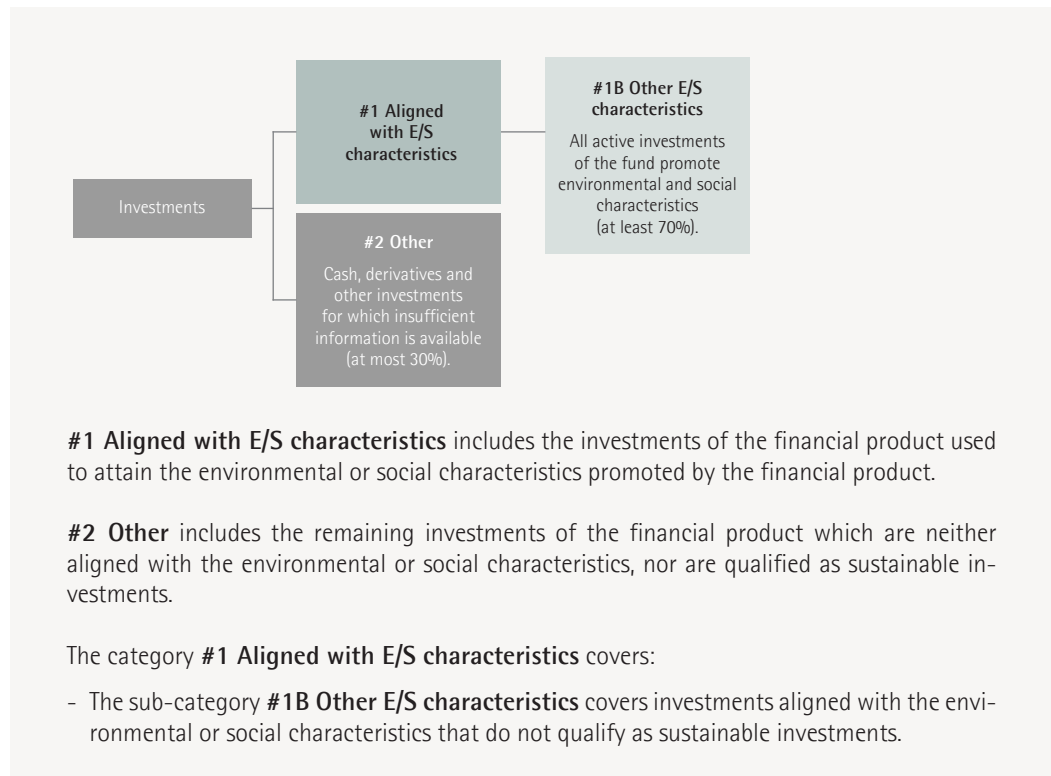 #1 Aligned
with E/S
characteristics
#1B Other E/S
characteristics
All active investments
of the fund promote
environmental and social
characteristics
(at least 70%).
Investments
#2 Other
Cash, derivatives and
other investments
for which insufficient
information is available
(at most 30%).
#1 Aligned with E/S characteristics includes the investments of the financial product used
to attain the environmental or social characteristics promoted by the financial product.
#2 Other includes the remaining investments of the financial product which are neither
aligned with the environmental or social characteristics, nor are qualified as sustainable in-
vestments.
The category #1 Aligned with E/S characteristics covers:
- The sub-category #1B Other E/S characteristics covers investments aligned with the envi-
ronmental or social characteristics that do not qualify as sustainable investments.